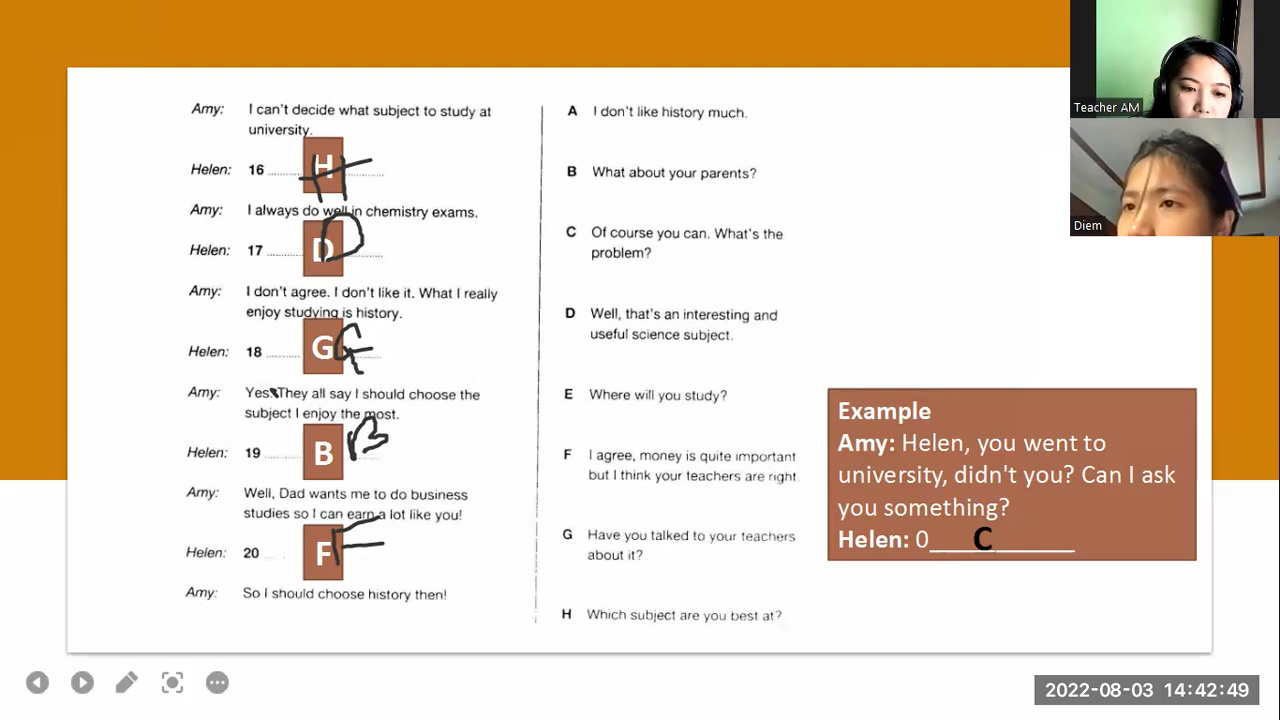 Amy: I can't decide what subject to study at
university.
Helen: 16 H H
Amy: I always do well in chemistry exams.
Helen: 17 D D
Amy: I don't agree. I don't like it. What I really
enjoy studying is history.
Helen: 18 G G
Amy: Yes. They all say I should choose the
subject I enjoy the most.
Helen: 19 B B
Amy: Well, Dad wants me to do business
studies so I can earn a lot like you!
Helen: 20 F F
Amy: So I should choose history then!
A I don't like history much.
B What about your parents?
C Of course you can. What's the
problem?
D Well, that's an interesting and
useful science subject.
E Where will you study?
F I agree, money is quite important
but I think your teachers are right.
G Have you talked to your teachers
about it?
H Which subject are you best at?
Example
Amy: Helen, you went to
university, didn't you? Can I ask
you something?
Helen: 0____C______
Teacher AM
Diem
2022-08-03 14:42:49